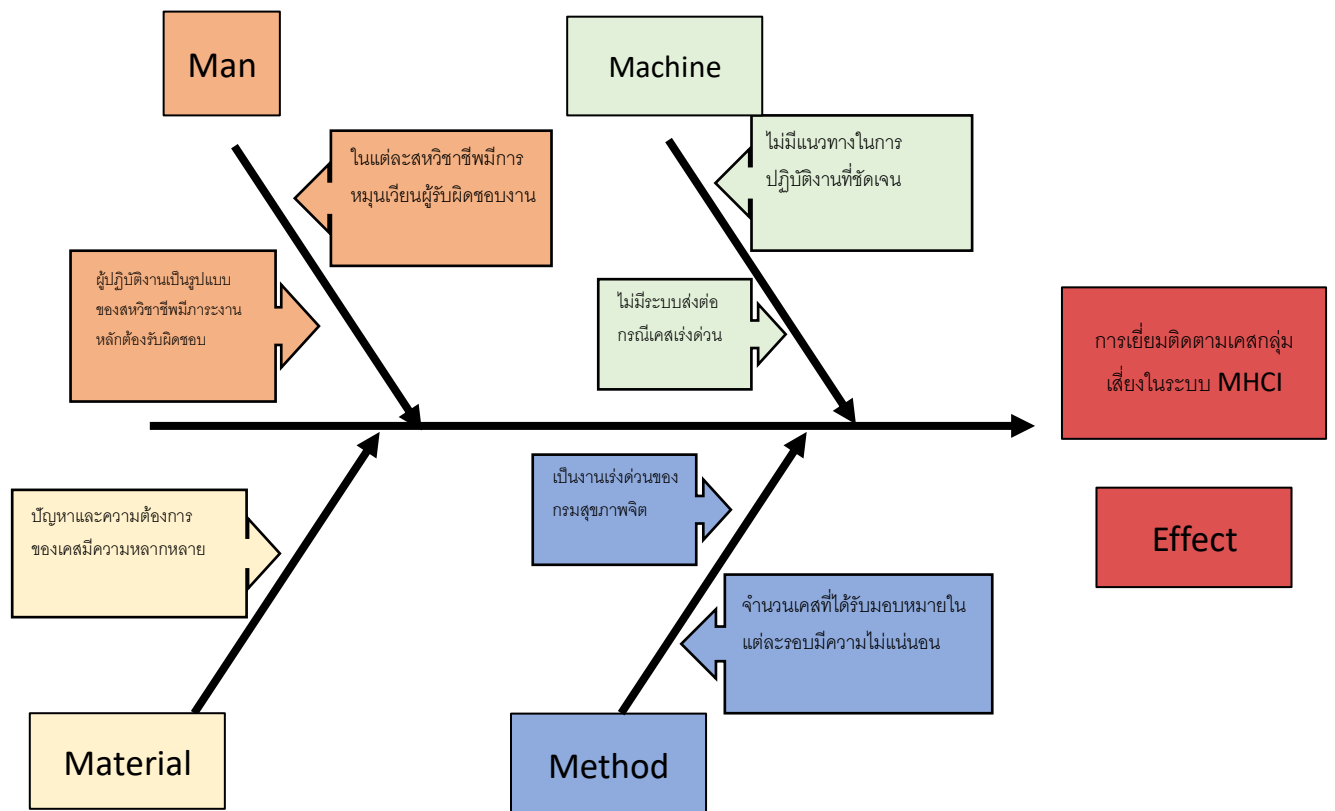 Man
Machine
ในแต่ละสหวิชาชีพมีการ
หมุนเวียนผู้รับผิดชอบงาน
ไม่มีแนวทางในการ
ปฏิบัติงานที่ชัดเจน
ผู้ปฏิบัติงานเป็นรูปแบบ
ของสหวิชาชีพมีภาระงาน
หลักต้องรับผิดชอบ
ไม่มีระบบส่งต่อ
กรณีเคสเร่งด่วน
การเยี่ยมติดตามเคสกลุ่ม
เสี่ยงในระบบ MHCI
ปัญหาและความต้องการ
ของเคสมีความหลากหลาย
เป็นงานเร่งด่วนของ
กรมสุขภาพจิต
Effect
จำนวนเคสที่ได้รับมอบหมายใน
แต่ละรอบมีความไม่แน่นอน
Material
Method